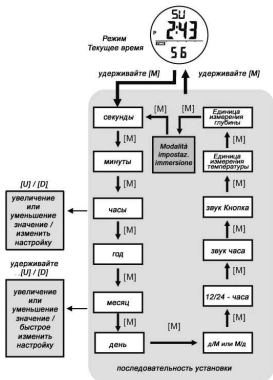 SU
P 2:43
56
Режим
Текущее время
удерживайте [M]
удерживайте [M]
секунды
[M]
[M]
Modalità
impostaz.
immersione
Единица
измерения
глубины
[M]
[M]
минуты
Единица
измерения
температуры
[M]
[M]
[U] / [D]
увеличение
или
уменьшение
значение /
изменить
настройку
часы
звук Кнопка
[M]
[M]
год
звук часа
[M]
[M]
удерживайте
[U] / [D]
увеличение
или
уменьшение
значение /
быстрое
изменить
настройку
месяц
12/24 - часа
[M]
[M]
день
[M]
д/М или М/д
последовательность установки